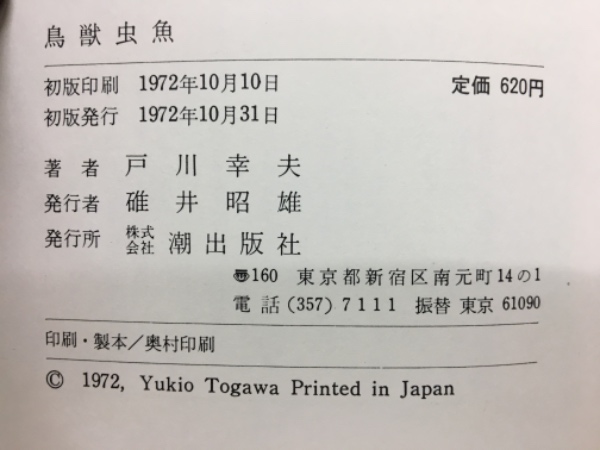 鳥獣虫魚
初版印刷 1972年10月10日 定価 620円
初版発行 1972年10月31日
著者 戸川幸夫
発行者 碓井昭雄
発行所 株式会社 潮出版社
〠160 東京都新宿区南元町14の1
電話(357)7111 振替 東京 61090
印刷・製本/奥村印刷
© 1972, Yukio Togawa Printed in Japan